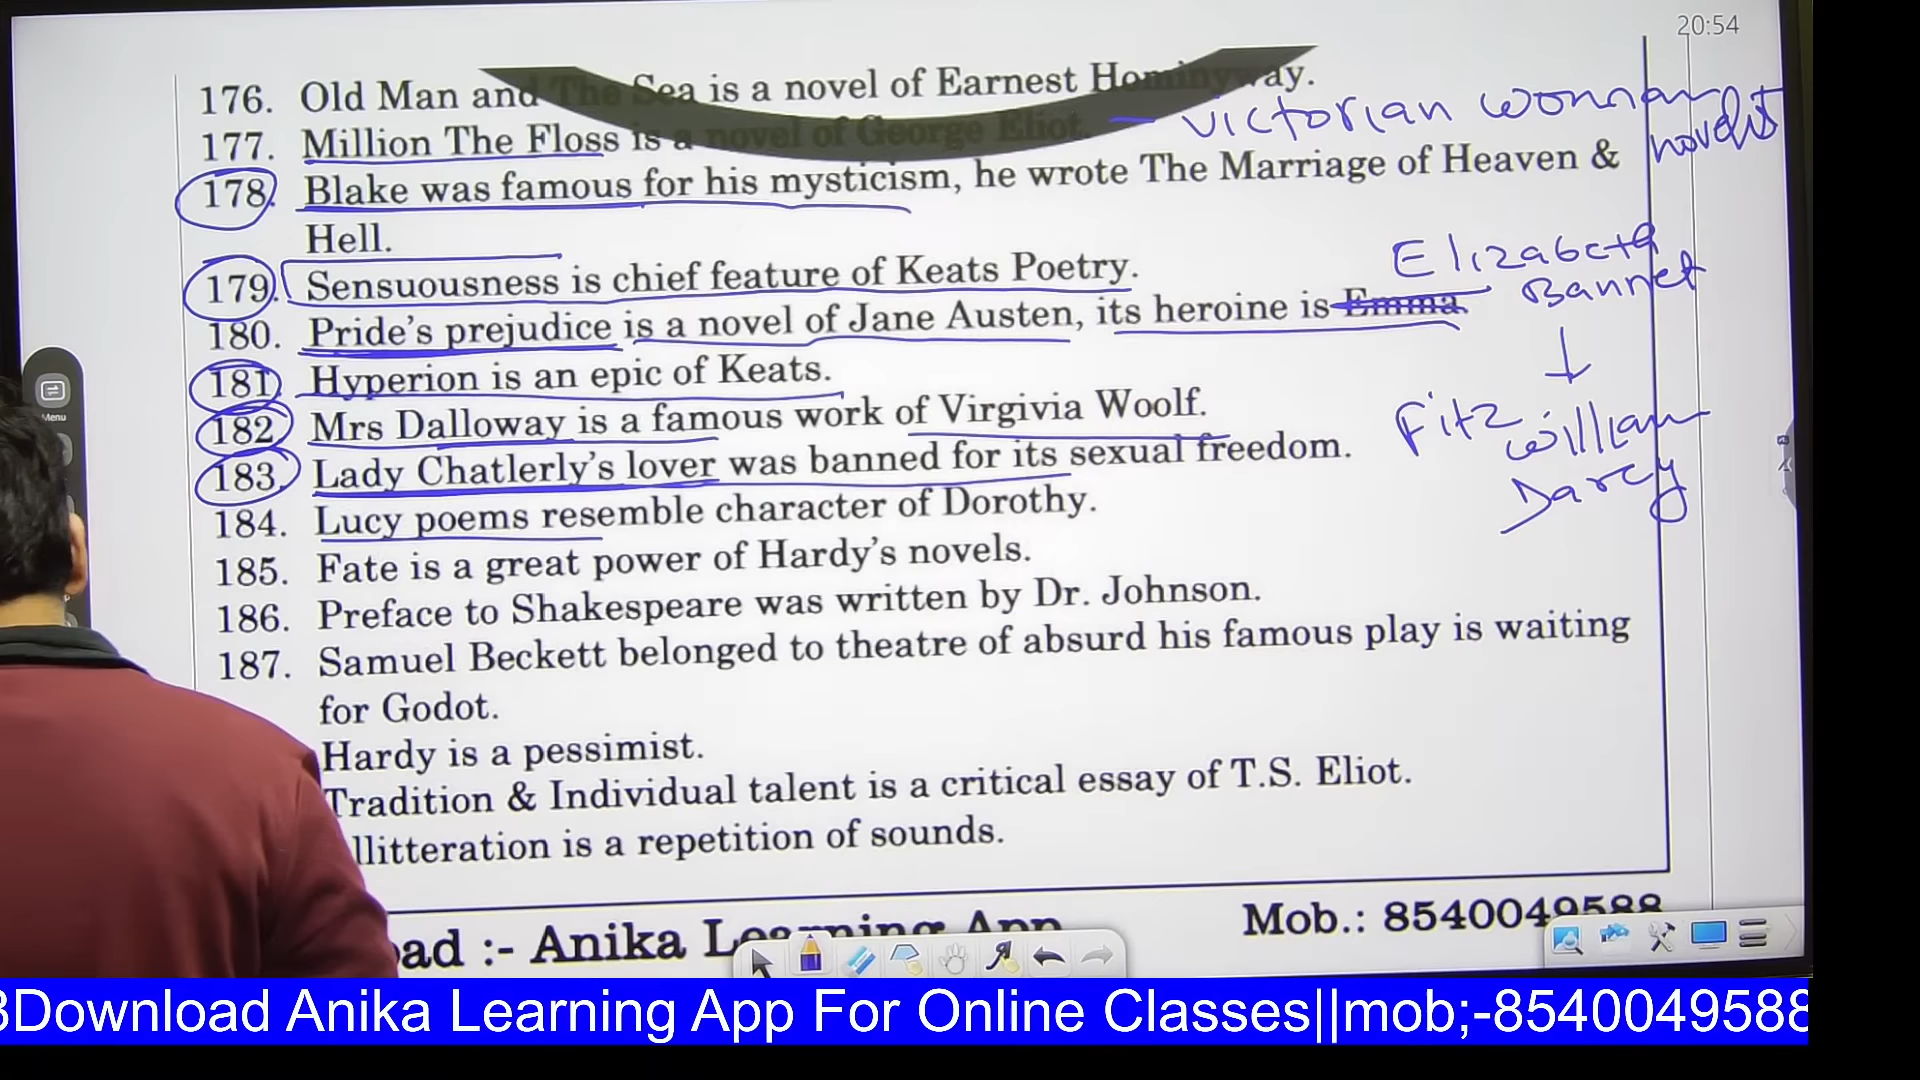 20:54
176. Old Man and The Sea is a novel of Earnest Hominyway.
177. Million The Floss is a novel of George Eliot. – Victorian woman novelist
178. Blake was famous for his mysticism, he wrote The Marriage of Heaven &
Hell.
179. Sensuousness is chief feature of Keats Poetry.
Elizabeth
Bannet
180. Pride's prejudice is a novel of Jane Austen, its heroine is Emma.
181. Hyperion is an epic of Keats.
182. Mrs Dalloway is a famous work of Virgivia Woolf.
Fitz
william
Darcy
183. Lady Chatlerly's lover was banned for its sexual freedom.
184. Lucy poems resemble character of Dorothy.
185. Fate is a great power of Hardy's novels.
186. Preface to Shakespeare was written by Dr. Johnson.
187. Samuel Beckett belonged to theatre of absurd his famous play is waiting
for Godot.
Hardy is a pessimist.
Tradition & Individual talent is a critical essay of T.S. Eliot.
llitteration is a repetition of sounds.
oad :- Anika Learning App Mob.: 8540049588
Menu
3Download Anika Learning App For Online Classes||mob;-8540049588